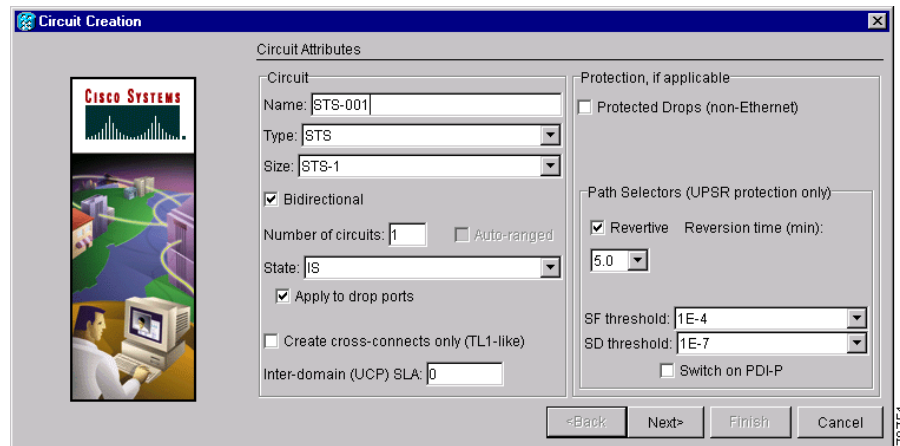 Circuit Creation
Circuit Attributes
CISCO SYSTEMS
Circuit
Name: STS-001
Type: STS
Size: STS-1
Bidirectional
Number of circuits: 1 Auto-ranged
State: IS
Apply to drop ports
Create cross-connects only (TL1-like)
Inter-domain (UCP) SLA: 0
Protection, if applicable
Protected Drops (non-Ethernet)
Path Selectors (UPSR protection only)
Revertive Reversion time (min):
5.0
SF threshold: 1E-4
SD threshold: 1E-7
Switch on PDI-P
<Back Next> Finish Cancel